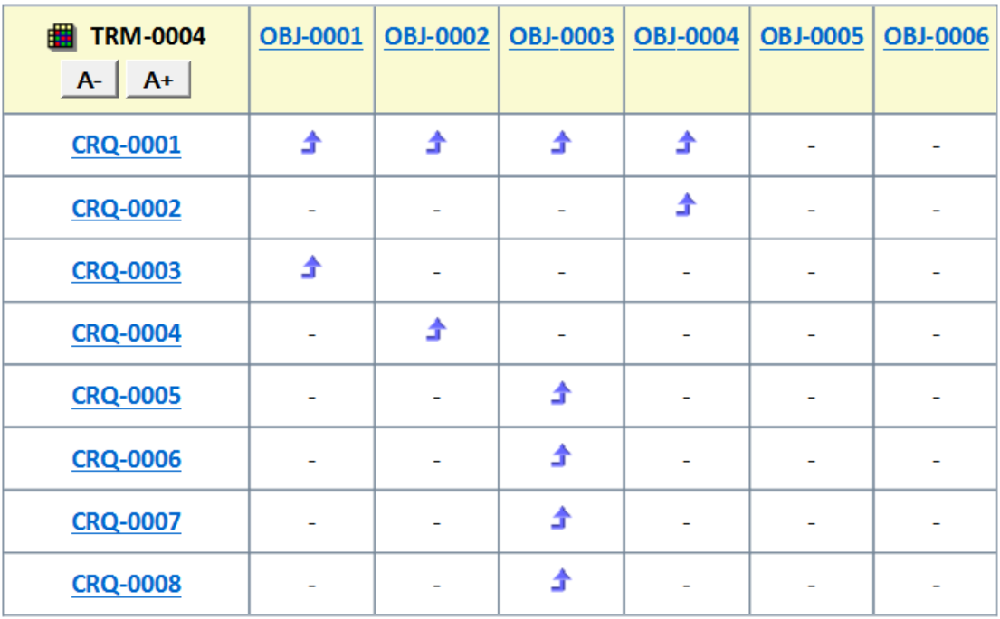 TRM-0004 OBJ-0001 OBJ-0002 OBJ-0003 OBJ-0004 OBJ-0005 OBJ-0006
A- A+
CRQ-0001 - -
CRQ-0002 - - - - -
CRQ-0003 - - - - -
CRQ-0004 - - - - -
CRQ-0005 - - - - -
CRQ-0006 - - - - -
CRQ-0007 - - - - -
CRQ-0008 - - - - -